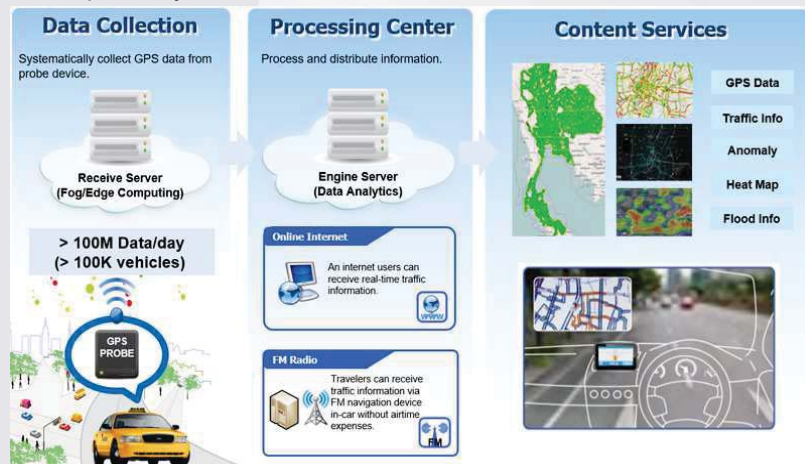 Data Collection
Systematically collect GPS data from
probe device.
Receive Server
(Fog/Edge Computing)
> 100M Data/day
(> 100K vehicles)
GPS
PROBE
Processing Center
Process and distribute information.
Engine Server
(Data Analytics)
Online Internet
An internet users can
receive real-time traffic
information.
WWW
FM Radio
Travelers can receive
traffic information via
FM navigation device
in-car without airtime
expenses.
FM
Content Services
GPS Data
Traffic Info
Anomaly
Heat Map
Flood Info